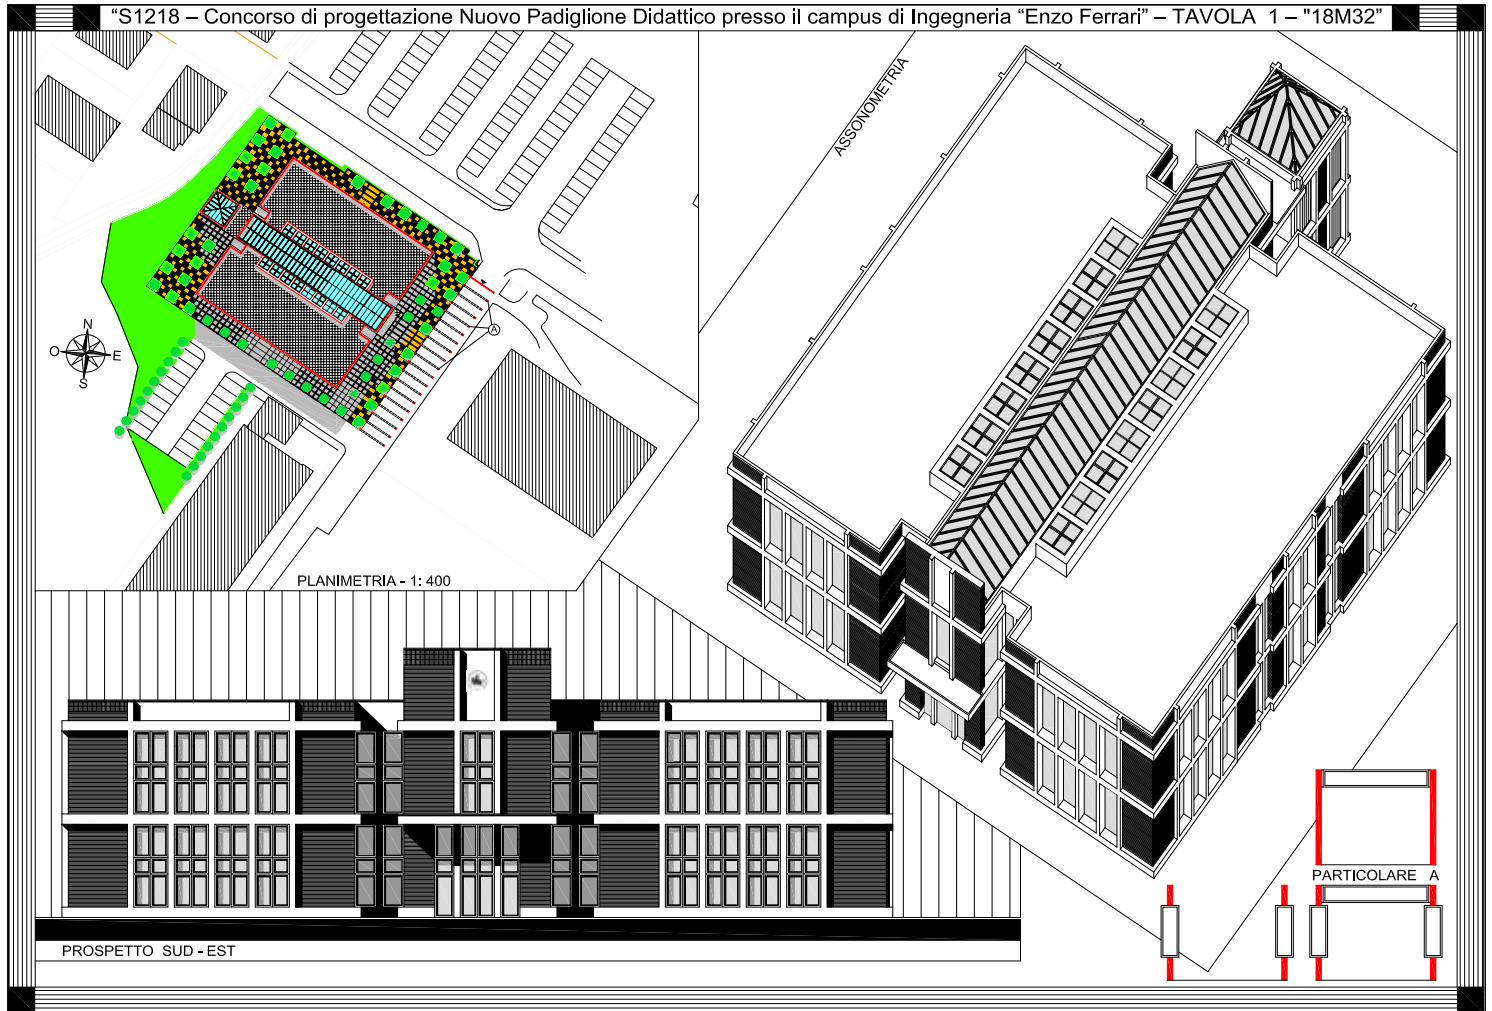 “S1218 – Concorso di progettazione Nuovo Padiglione Didattico presso il campus di Ingegneria “Enzo Ferrari” – TAVOLA 1 – "18M32”
ASSONOMETRIA
A
N
O
E
S
PLANIMETRIA - 1: 400
PARTICOLARE A
PROSPETTO SUD - EST